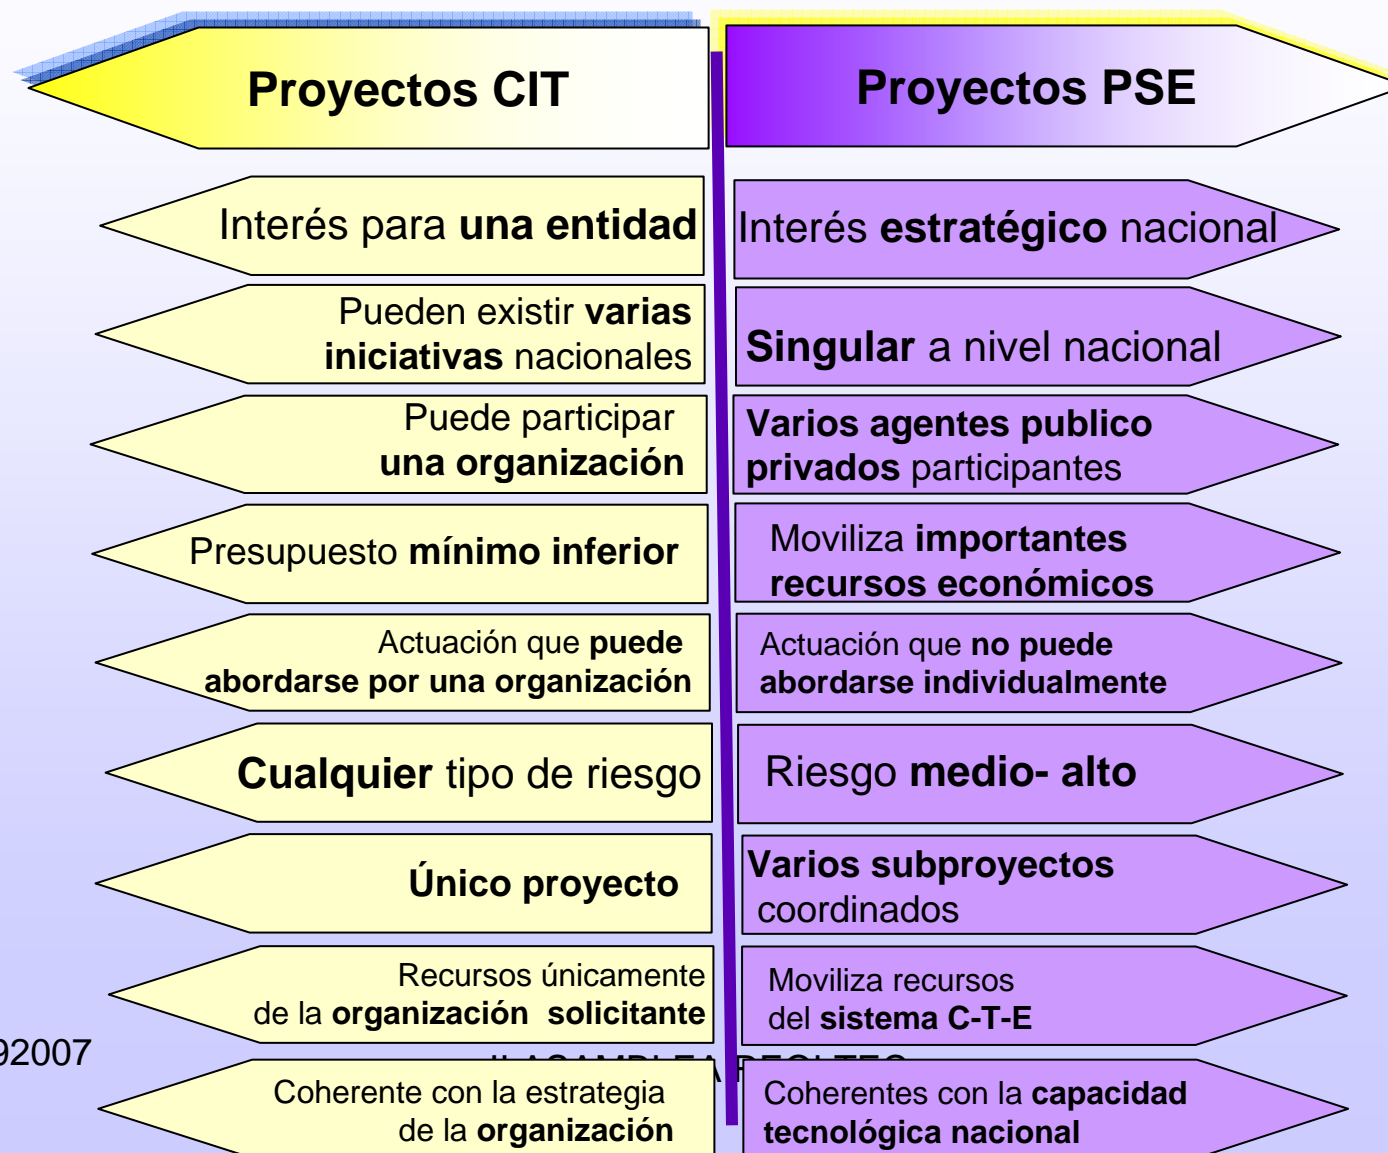 Proyectos CIT
Proyectos PSE
Interés para una entidad
Interés estratégico nacional
Pueden existir varias
iniciativas nacionales
Singular a nivel nacional
Puede participar
una organización
Varios agentes publico
privados participantes
Presupuesto mínimo inferior
Moviliza importantes
recursos económicos
Actuación que puede
abordarse por una organización
Actuación que no puede
abordarse individualmente
Cualquier tipo de riesgo
Riesgo medio- alto
Único proyecto
Varios subproyectos
coordinados
Recursos únicamente
de la organización solicitante
Moviliza recursos
del sistema C-T-E
92007
Coherente con la estrategia
de la organización
Coherentes con la capacidad
tecnológica nacional